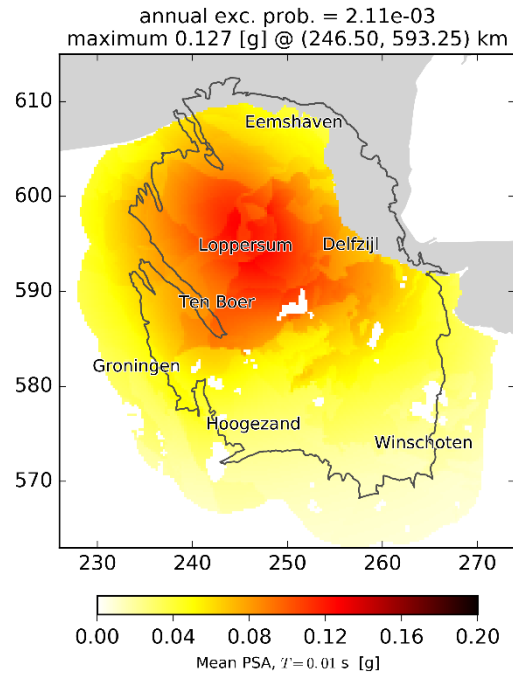 annual exc. prob. = 2.11e-03
maximum 0.127 [g] @ (246.50, 593.25) km
610
Eemshaven
600
Loppersum
Delfzijl
590
Ten Boer
Groningen
580
Hoogezand
Winschoten
570
230
240
250
260
270
0.00
0.04
0.08
0.12
0.16
0.20
Mean PSA, T=0.01 s [g]